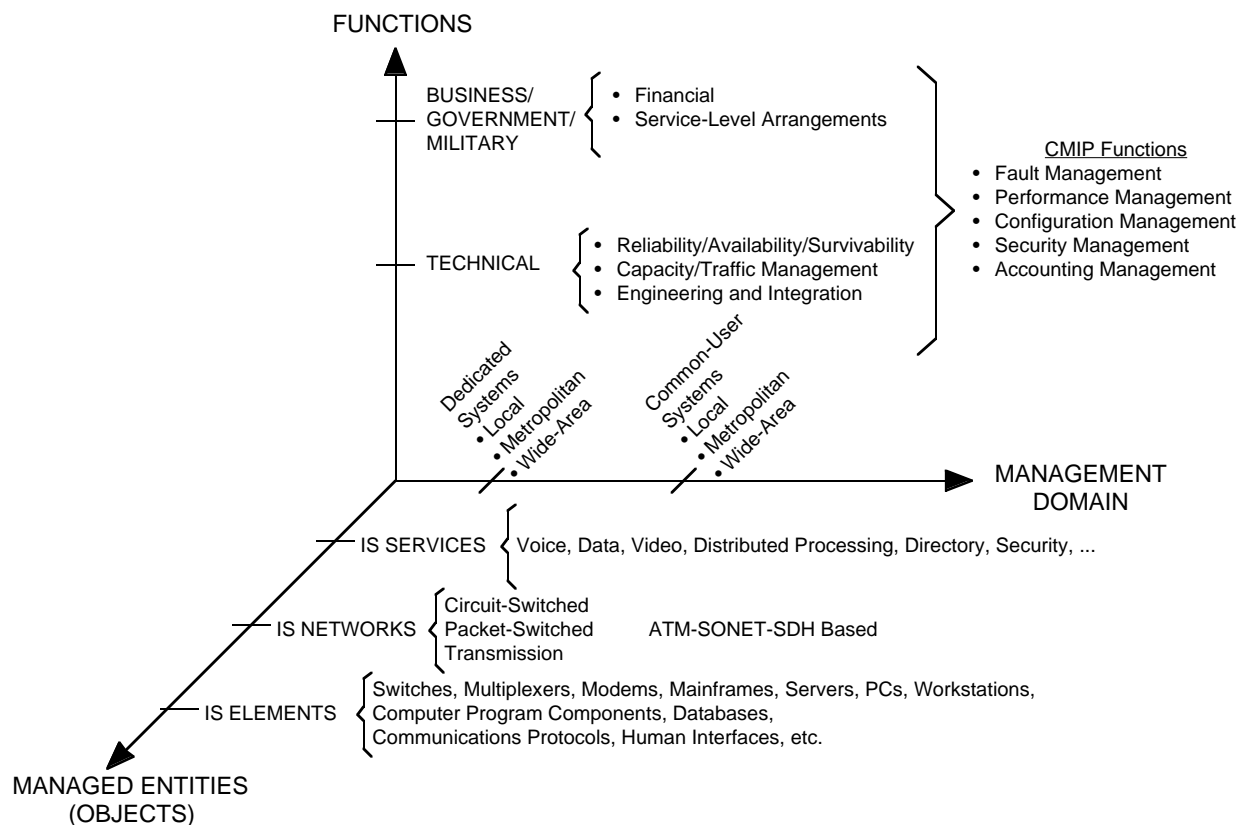 FUNCTIONS
BUSINESS/
GOVERNMENT/
MILITARY
• Financial
• Service-Level Arrangements
CMIP Functions
• Fault Management
• Performance Management
• Configuration Management
• Security Management
• Accounting Management
TECHNICAL
• Reliability/Availability/Survivability
• Capacity/Traffic Management
• Engineering and Integration
Dedicated
Systems
• Local
• Metropolitan
• Wide-Area
Common-User
Systems
• Local
• Metropolitan
• Wide-Area
MANAGEMENT
DOMAIN
IS SERVICES
Voice, Data, Video, Distributed Processing, Directory, Security, ...
IS NETWORKS
Circuit-Switched
Packet-Switched
Transmission
ATM-SONET-SDH Based
IS ELEMENTS
Switches, Multiplexers, Modems, Mainframes, Servers, PCs, Workstations,
Computer Program Components, Databases,
Communications Protocols, Human Interfaces, etc.
MANAGED ENTITIES
(OBJECTS)